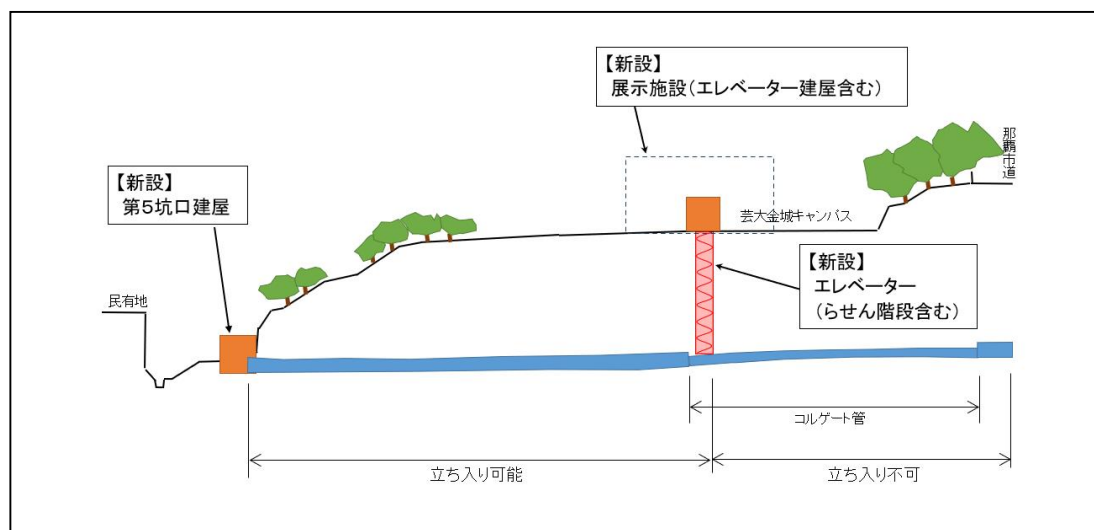 【新設】
展示施設(エレベーター建屋含む)
那覇市道
【新設】
第5坑口建屋
芸大金城キャンパス
【新設】
エレベーター
(らせん階段含む)
民有地
コルゲート管
立ち入り可能
立ち入り不可